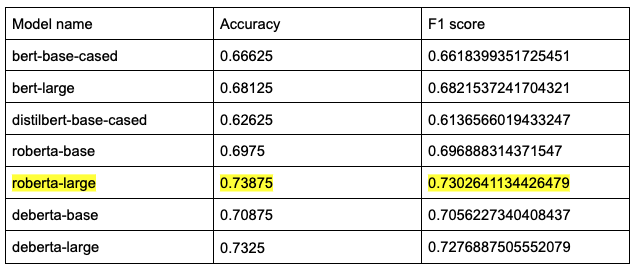 Model name Accuracy F1 score
bert-base-cased 0.66625 0.6618399351725451
bert-large 0.68125 0.6821537241704321
distilbert-base-cased 0.62625 0.6136566019433247
roberta-base 0.6975 0.696888314371547
roberta-large 0.73875 0.7302641134426479
deberta-base 0.70875 0.7056227340408437
deberta-large 0.7325 0.7276887505552079